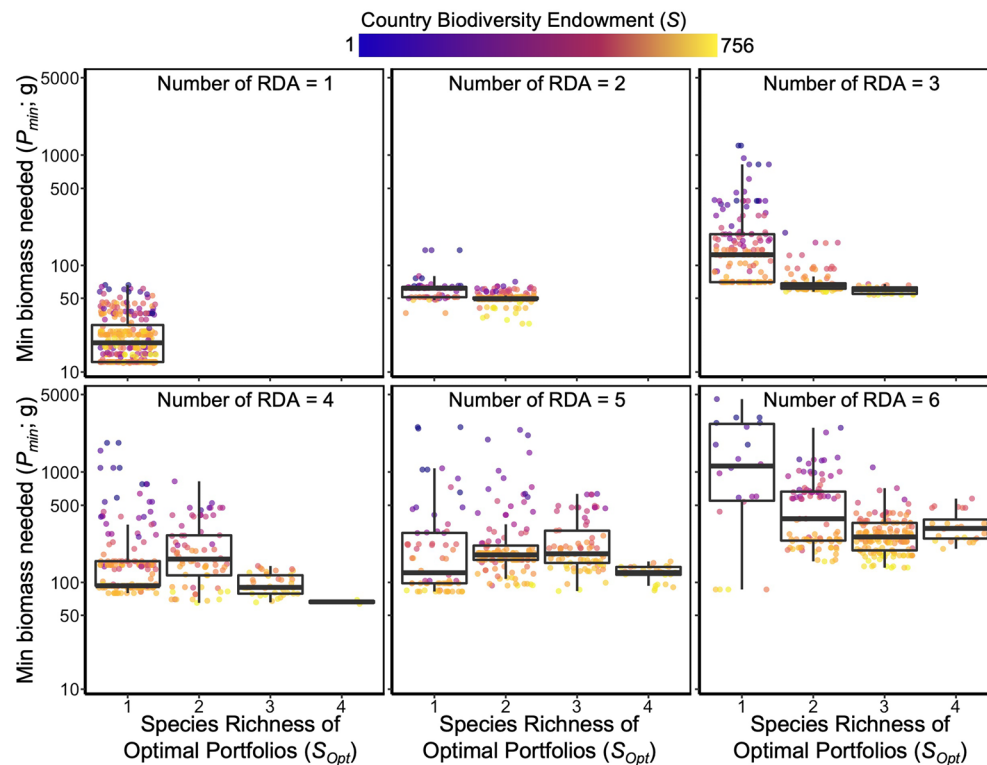 Country Biodiversity Endowment (S)
1 756
Number of RDA = 1
Number of RDA = 2
Number of RDA = 3
Min biomass needed (Pmin; g)
5000
1000
500
100
50
10
Number of RDA = 4
Number of RDA = 5
Number of RDA = 6
Min biomass needed (Pmin; g)
5000
1000
500
100
50
10
1 2 3 4
1 2 3 4
1 2 3 4
Species Richness of
Optimal Portfolios (SOpt)
Species Richness of
Optimal Portfolios (SOpt)
Species Richness of
Optimal Portfolios (SOpt)